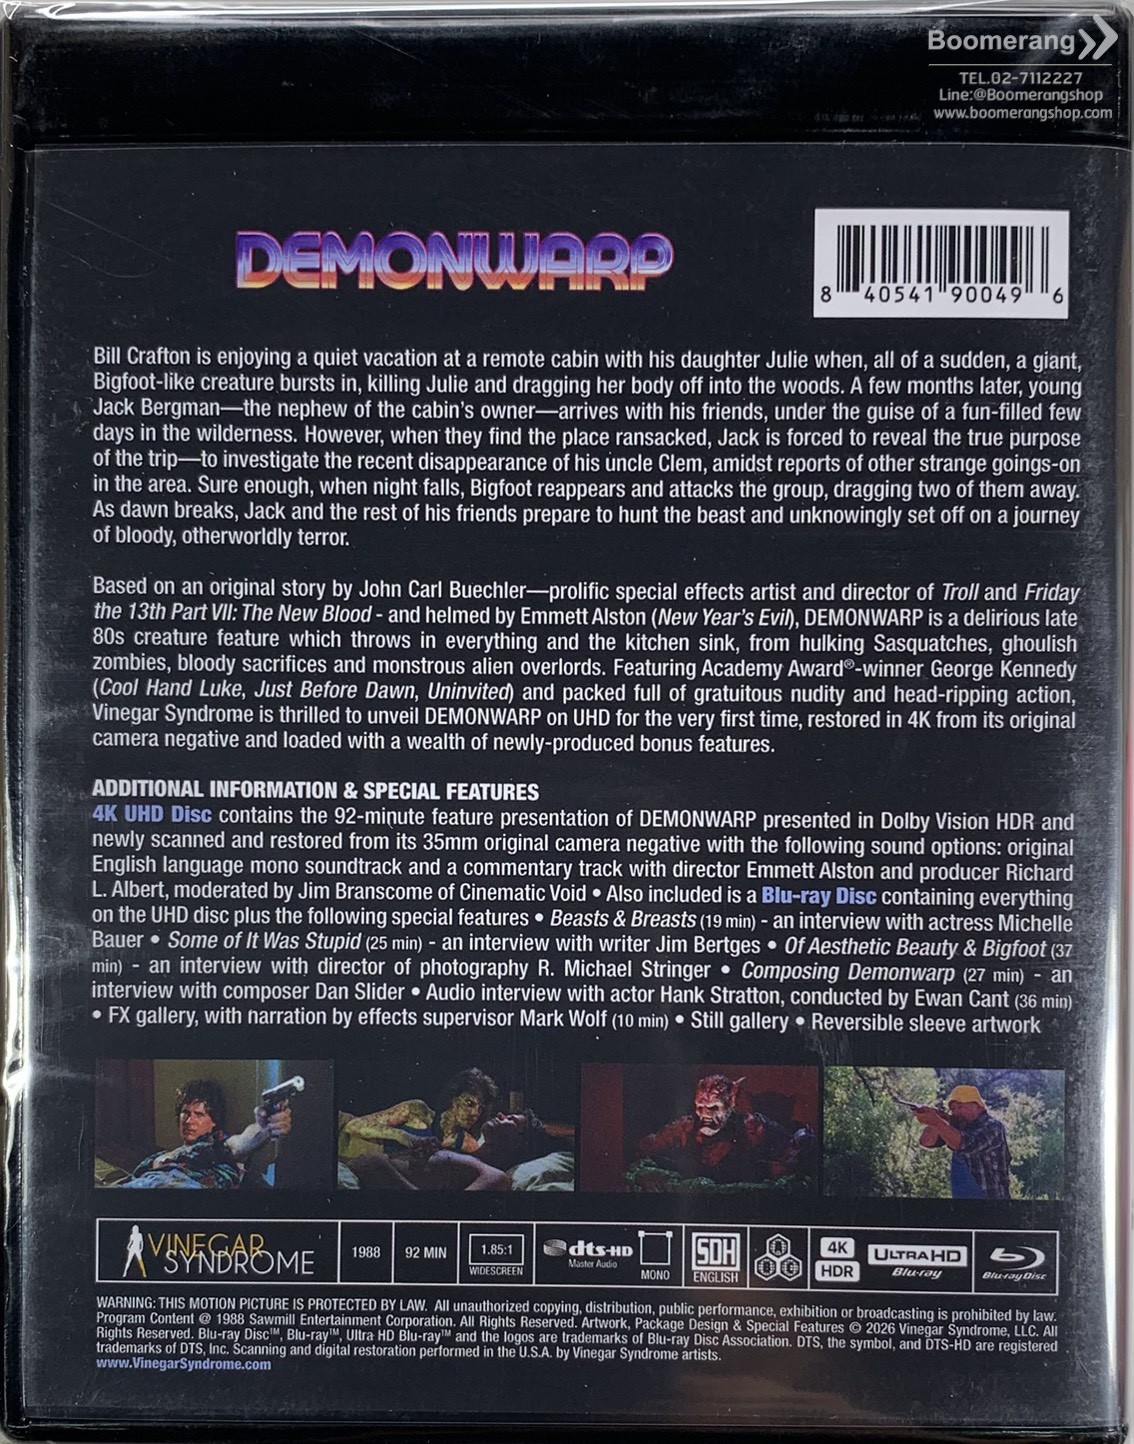 Boomerang
TEL.02-7112227
Line:@Boomerangshop
www.boomerangshop.com
DEMONWARP
8 40541 90049 6
Bill Crafton is enjoying a quiet vacation at a remote cabin with his daughter Julie when, all of a sudden, a giant,
Bigfoot-like creature bursts in, killing Julie and dragging her body off into the woods. A few months later, young
Jack Bergman—the nephew of the cabin's owner—arrives with his friends, under the guise of a fun-filled few
days in the wilderness. However, when they find the place ransacked, Jack is forced to reveal the true purpose
of the trip—to investigate the recent disappearance of his uncle Clem, amidst reports of other strange goings-on
in the area. Sure enough, when night falls, Bigfoot reappears and attacks the group, dragging two of them away.
As dawn breaks, Jack and the rest of his friends prepare to hunt the beast and unknowingly set off on a journey
of bloody, otherworldly terror.
Based on an original story by John Carl Buechler—prolific special effects artist and director of Troll and Friday
the 13th Part VII: The New Blood - and helmed by Emmett Alston (New Year's Evil), DEMONWARP is a delirious late
80s creature feature which throws in everything and the kitchen sink, from hulking Sasquatches, ghoulish
zombies, bloody sacrifices and monstrous alien overlords. Featuring Academy Award®-winner George Kennedy
(Cool Hand Luke, Just Before Dawn, Uninvited) and packed full of gratuitous nudity and head-ripping action,
Vinegar Syndrome is thrilled to unveil DEMONWARP on UHD for the very first time, restored in 4K from its original
camera negative and loaded with a wealth of newly-produced bonus features.
ADDITIONAL INFORMATION & SPECIAL FEATURES
4K UHD Disc contains the 92-minute feature presentation of DEMONWARP presented in Dolby Vision HDR and
newly scanned and restored from its 35mm original camera negative with the following sound options: original
English language mono soundtrack and a commentary track with director Emmett Alston and producer Richard
L. Albert, moderated by Jim Branscome of Cinematic Void • Also included is a Blu-ray Disc containing everything
on the UHD disc plus the following special features • Beasts & Breasts (19 min) - an interview with actress Michelle
Bauer • Some of It Was Stupid (25 min) - an interview with writer Jim Bertges • Of Aesthetic Beauty & Bigfoot (37
min) - an interview with director of photography R. Michael Stringer • Composing Demonwarp (27 min) - an
interview with composer Dan Slider • Audio interview with actor Hank Stratton, conducted by Ewan Cant (36 min)
• FX gallery, with narration by effects supervisor Mark Wolf (10 min) • Still gallery • Reversible sleeve artwork
VINEGAR
SYNDROME
1988
92 MIN
1.85:1
WIDESCREEN
dts-HD
Master Audio
MONO
SDH
ENGLISH
A B C
4K
HDR
ULTRA HD
Blu-ray
Blu-ray Disc
WARNING: THIS MOTION PICTURE IS PROTECTED BY LAW. All unauthorized copying, distribution, public performance, exhibition or broadcasting is prohibited by law.
Program Content @ 1988 Sawmill Entertainment Corporation. All Rights Reserved. Artwork, Package Design & Special Features © 2026 Vinegar Syndrome, LLC. All
Rights Reserved. Blu-ray Disc™, Blu-ray™, Ultra HD Blu-ray™ and the logos are trademarks of Blu-ray Disc Association. DTS, the symbol, and DTS-HD are registered
trademarks of DTS, Inc. Scanning and digital restoration performed in the U.S.A. by Vinegar Syndrome artists.
www.VinegarSyndrome.com